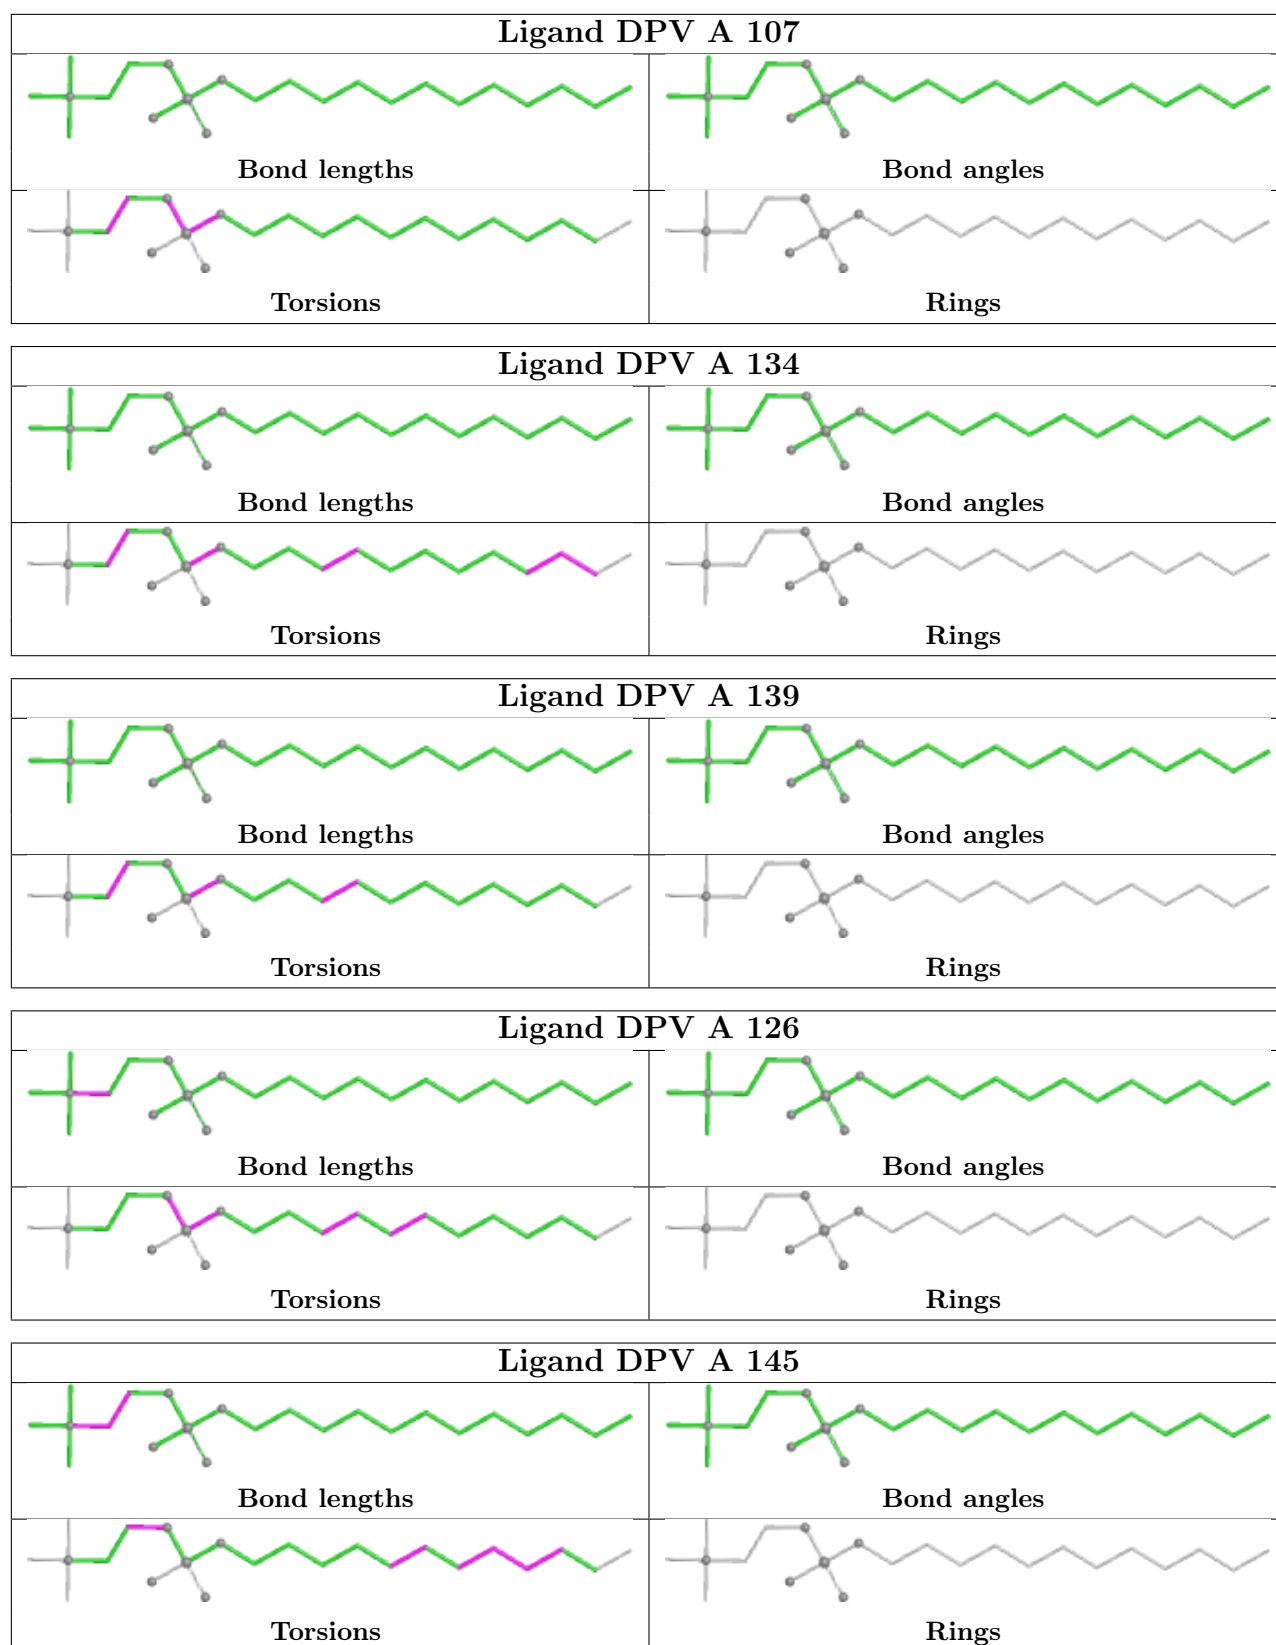 Ligand DPV A 107
Bond lengths
Bond angles
Torsions
Rings
Ligand DPV A 134
Bond lengths
Bond angles
Torsions
Rings
Ligand DPV A 139
Bond lengths
Bond angles
Torsions
Rings
Ligand DPV A 126
Bond lengths
Bond angles
Torsions
Rings
Ligand DPV A 145
Bond lengths
Bond angles
Torsions
Rings